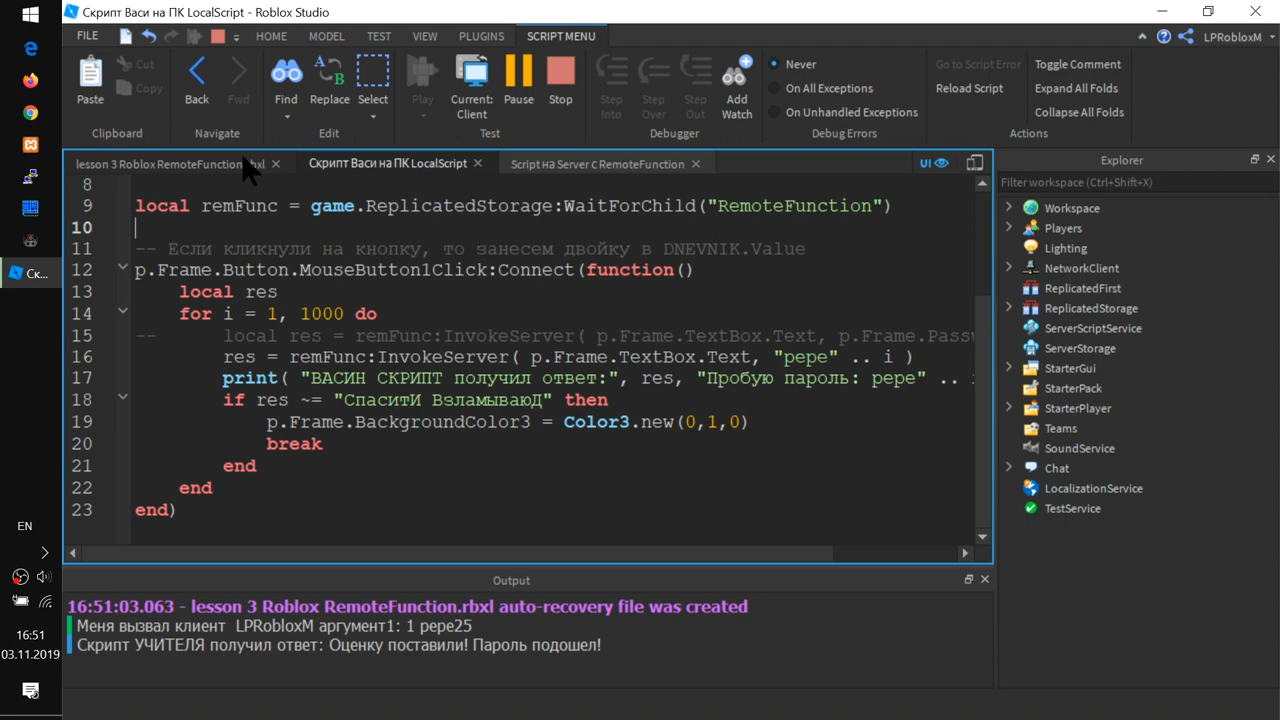 Скрипт Васи на ПК LocalScript - Roblox Studio
FILE HOME MODEL TEST VIEW PLUGINS SCRIPT MENU LPRobloxM
Paste Cut Copy Back Fwd Find Replace Select Play Current: Client Pause Stop Step Into Step Over Step Out Add Watch
Never
On All Exceptions
On Unhandled Exceptions
Go to Script Error
Reload Script
Toggle Comment
Expand All Folds
Collapse All Folds
Clipboard Navigate Edit Test Debugger Debug Errors Actions
lesson 3 Roblox RemoteFunction.rbxl Скрипт Васи на ПК LocalScript Script на Server с RemoteFunction UI
8
9 local remFunc = game.ReplicatedStorage:WaitForChild("RemoteFunction")
10
11 -- Если кликнули на кнопку, то занесем двойку в DNEVNIK.Value
12 p.Frame.Button.MouseButton1Click:Connect(function()
13 local res
14 for i = 1, 1000 do
15 -- local res = remFunc:InvokeServer( p.Frame.TextBox.Text, p.Frame.Passw
16 res = remFunc:InvokeServer( p.Frame.TextBox.Text, "pepe" .. i )
17 print( "ВАСИН СКРИПТ получил ответ:", res, "Пробую пароль: pepe" .. i
18 if res ~= "СпаситИ ВзламываюД" then
19 p.Frame.BackgroundColor3 = Color3.new(0,1,0)
20 break
21 end
22 end
23 end)
Explorer
Filter workspace (Ctrl+Shift+X)
Workspace
Players
Lighting
NetworkClient
ReplicatedFirst
ReplicatedStorage
ServerScriptService
ServerStorage
StarterGui
StarterPack
StarterPlayer
Teams
SoundService
Chat
LocalizationService
TestService
Output
16:51:03.063 - lesson 3 Roblox RemoteFunction.rbxl auto-recovery file was created
Меня вызвал клиент LPRobloxM аргумент1: 1 pepe25
Скрипт УЧИТЕЛЯ получил ответ: Оценку поставили! Пароль подошел!
Ск...
EN
16:51
03.11.2019